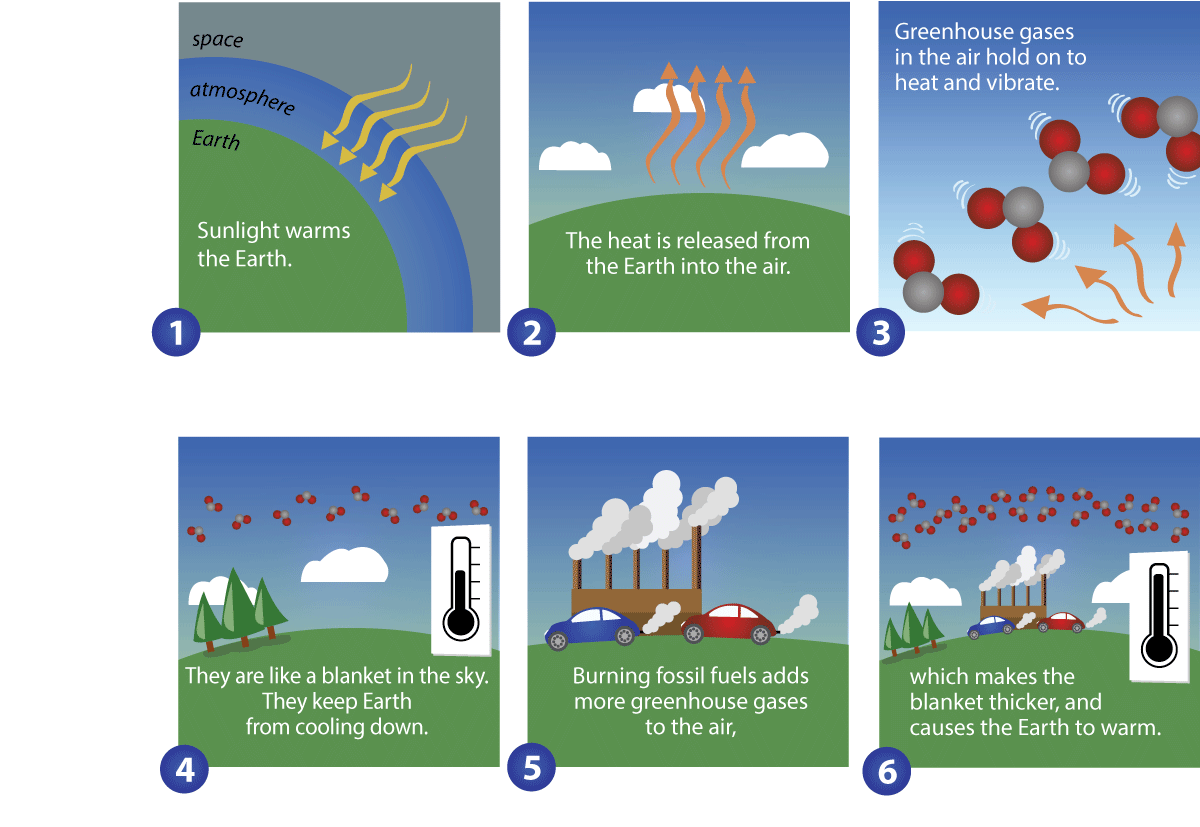 space
atmosphere
Earth
Sunlight warms
the Earth.
1
The heat is released from
the Earth into the air.
2
Greenhouse gases
in the air hold on to
heat and vibrate.
3
They are like a blanket in the sky.
They keep Earth
from cooling down.
4
Burning fossil fuels adds
more greenhouse gases
to the air,
5
which makes the
blanket thicker, and
causes the Earth to warm.
6